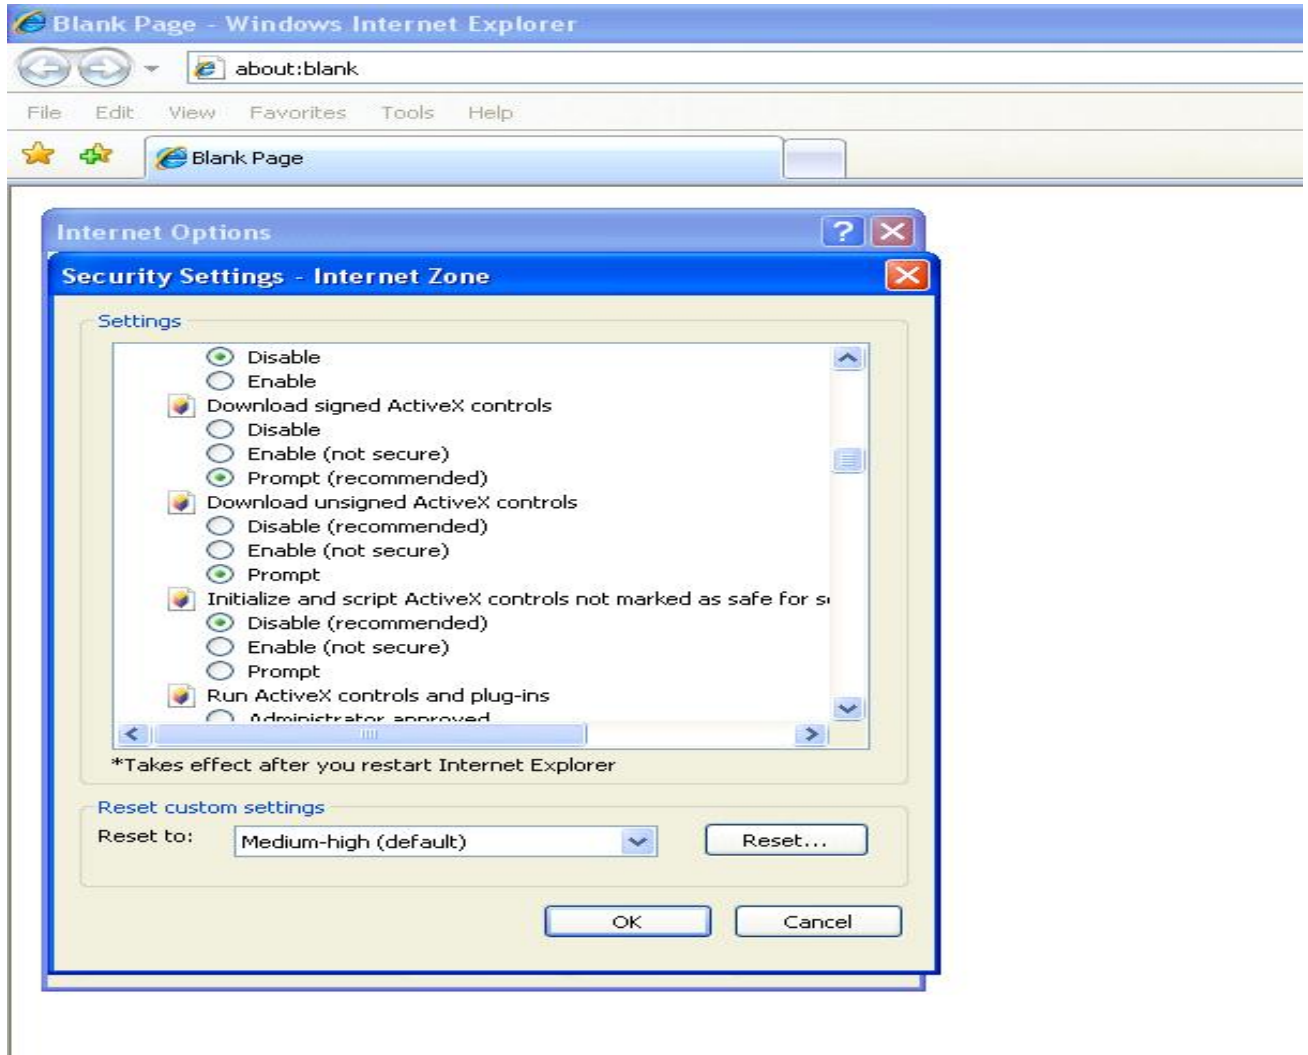 Blank Page - Windows Internet Explorer
about:blank
File Edit View Favorites Tools Help
Blank Page
Internet Options
Security Settings - Internet Zone
Settings
Disable
Enable
Download signed ActiveX controls
Disable
Enable (not secure)
Prompt (recommended)
Download unsigned ActiveX controls
Disable (recommended)
Enable (not secure)
Prompt
Initialize and script ActiveX controls not marked as safe for s
Disable (recommended)
Enable (not secure)
Prompt
Run ActiveX controls and plug-ins
Administrator approved
*Takes effect after you restart Internet Explorer
Reset custom settings
Reset to: Medium-high (default) Reset...
OK Cancel